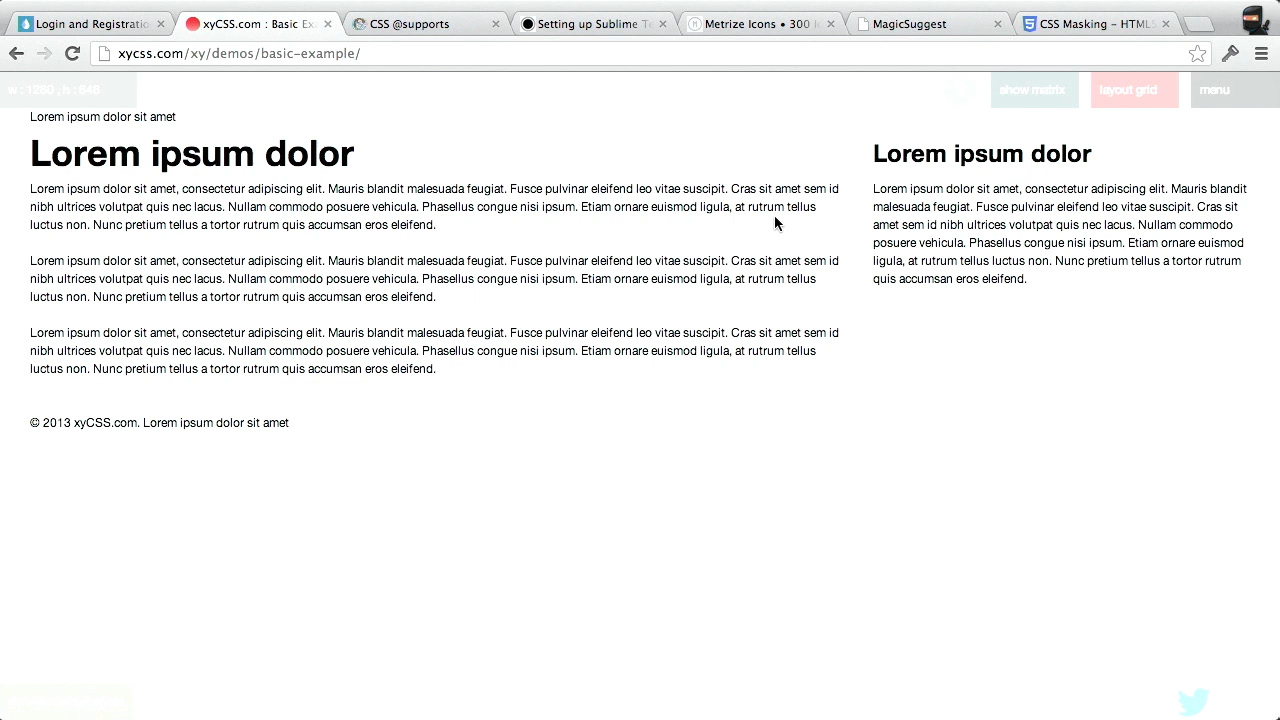 Login and Registratio
xyCSS.com : Basic Ex
CSS @supports
Setting up Sublime Te
Metrize Icons • 300
MagicSuggest
CSS Masking – HTML5
xycss.com/xy/demos/basic-example/
w : 1280 , h : 648
show matrix
layout grid
menu
Lorem ipsum dolor sit amet
Lorem ipsum dolor
Lorem ipsum dolor sit amet, consectetur adipiscing elit. Mauris blandit malesuada feugiat. Fusce pulvinar eleifend leo vitae suscipit. Cras sit amet sem id
nibh ultrices volutpat quis nec lacus. Nullam commodo posuere vehicula. Phasellus congue nisi ipsum. Etiam ornare euismod ligula, at rutrum tellus
luctus non. Nunc pretium tellus a tortor rutrum quis accumsan eros eleifend.
Lorem ipsum dolor sit amet, consectetur adipiscing elit. Mauris blandit malesuada feugiat. Fusce pulvinar eleifend leo vitae suscipit. Cras sit amet sem id
nibh ultrices volutpat quis nec lacus. Nullam commodo posuere vehicula. Phasellus congue nisi ipsum. Etiam ornare euismod ligula, at rutrum tellus
luctus non. Nunc pretium tellus a tortor rutrum quis accumsan eros eleifend.
Lorem ipsum dolor sit amet, consectetur adipiscing elit. Mauris blandit malesuada feugiat. Fusce pulvinar eleifend leo vitae suscipit. Cras sit amet sem id
nibh ultrices volutpat quis nec lacus. Nullam commodo posuere vehicula. Phasellus congue nisi ipsum. Etiam ornare euismod ligula, at rutrum tellus
luctus non. Nunc pretium tellus a tortor rutrum quis accumsan eros eleifend.
Lorem ipsum dolor
Lorem ipsum dolor sit amet, consectetur adipiscing elit. Mauris blandit
malesuada feugiat. Fusce pulvinar eleifend leo vitae suscipit. Cras sit
amet sem id nibh ultrices volutpat quis nec lacus. Nullam commodo
posuere vehicula. Phasellus congue nisi ipsum. Etiam ornare euismod
ligula, at rutrum tellus luctus non. Nunc pretium tellus a tortor rutrum
quis accumsan eros eleifend.
© 2013 xyCSS.com. Lorem ipsum dolor sit amet